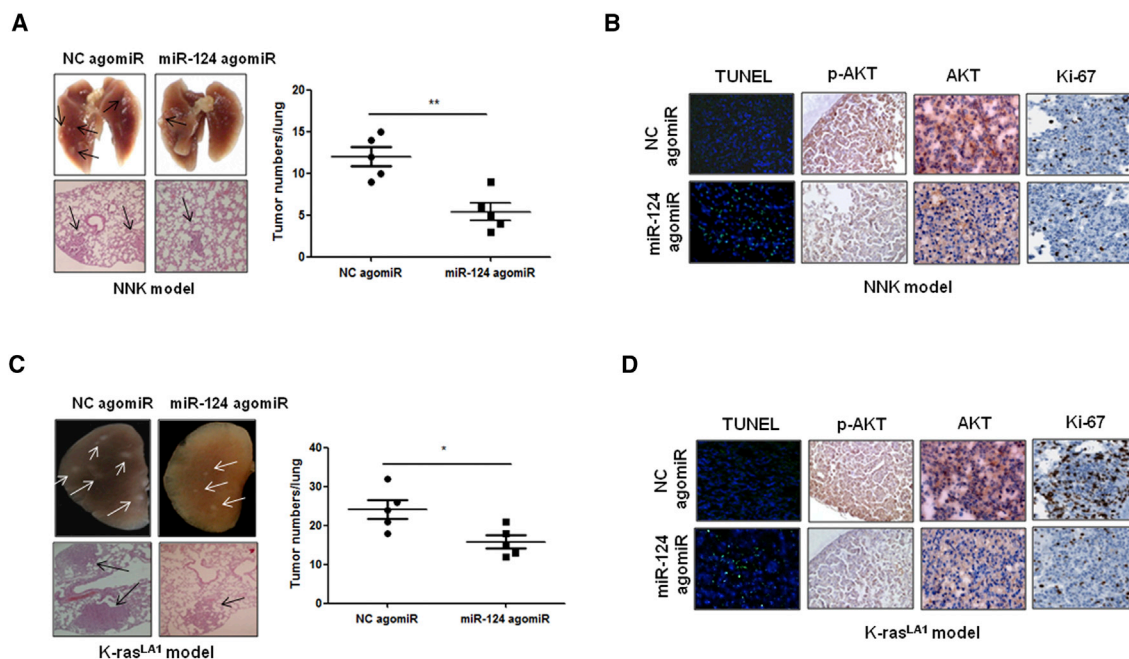 A
NC agomiR miR-124 agomiR
Tumor numbers/lung
20
15
10
5
0
**
NC agomiR miR-124 agomiR
NNK model
B
TUNEL p-AKT AKT Ki-67
NC
agomiR
miR-124
agomiR
NNK model
C
NC agomiR miR-124 agomiR
Tumor numbers/lung
40
30
20
10
0
*
NC agomiR miR-124 agomiR
K-rasLA1 model
D
TUNEL p-AKT AKT Ki-67
NC
agomiR
miR-124
agomiR
K-rasLA1 model